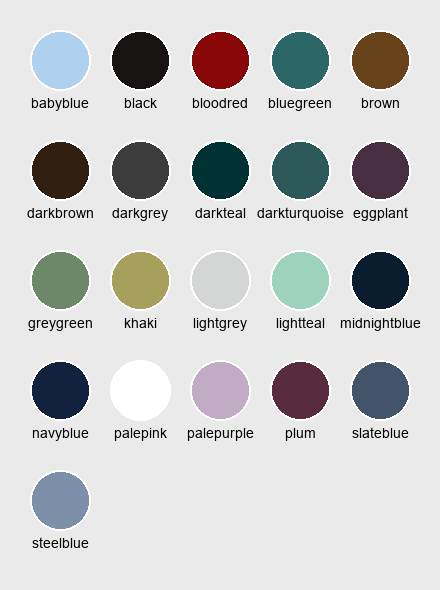 babyblue black bloodred bluegreen brown
darkbrown darkgrey darkteal darkturquoise eggplant
greygreen khaki lightgrey lightteal midnightblue
navyblue palepink palepurple plum slateblue
steelblue